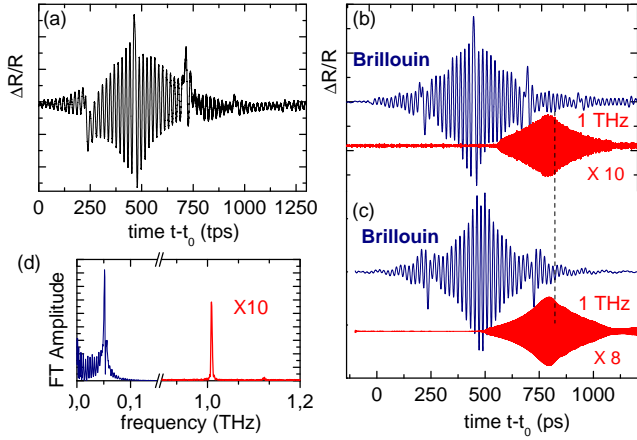 (a)
ΔR/R
0 250 500 750 1000 1250
time t-t0 (tps)
(b)
ΔR/R
Brillouin
1 THz
X 10
(c)
Brillouin
1 THz
X 8
0 250 500 750 1000
time t-t0 (ps)
(d)
FT Amplitude
X10
0,0 0,1 1,0 1,2
frequency (THz)